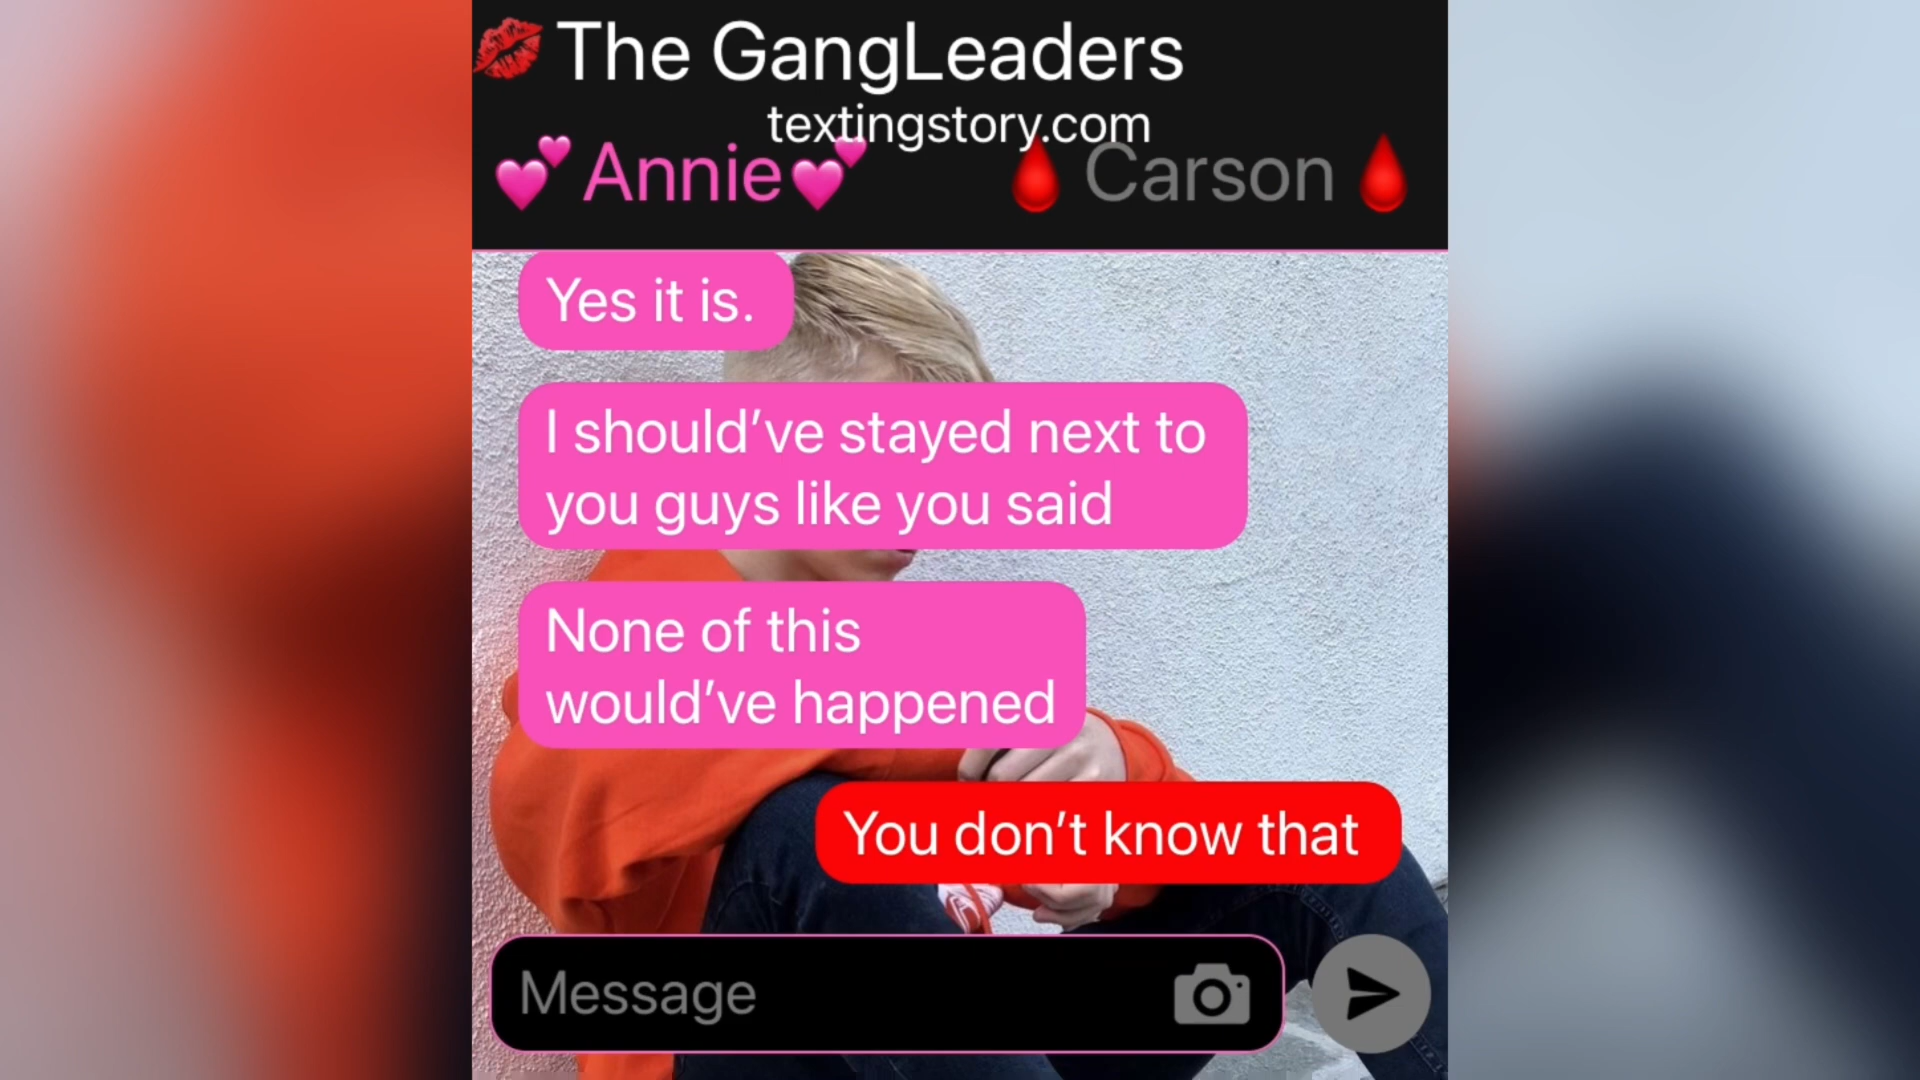 The GangLeaders
textingstory.com
Annie
Carson
Yes it is.
I should’ve stayed next to
you guys like you said
None of this
would’ve happened
You don’t know that
Message